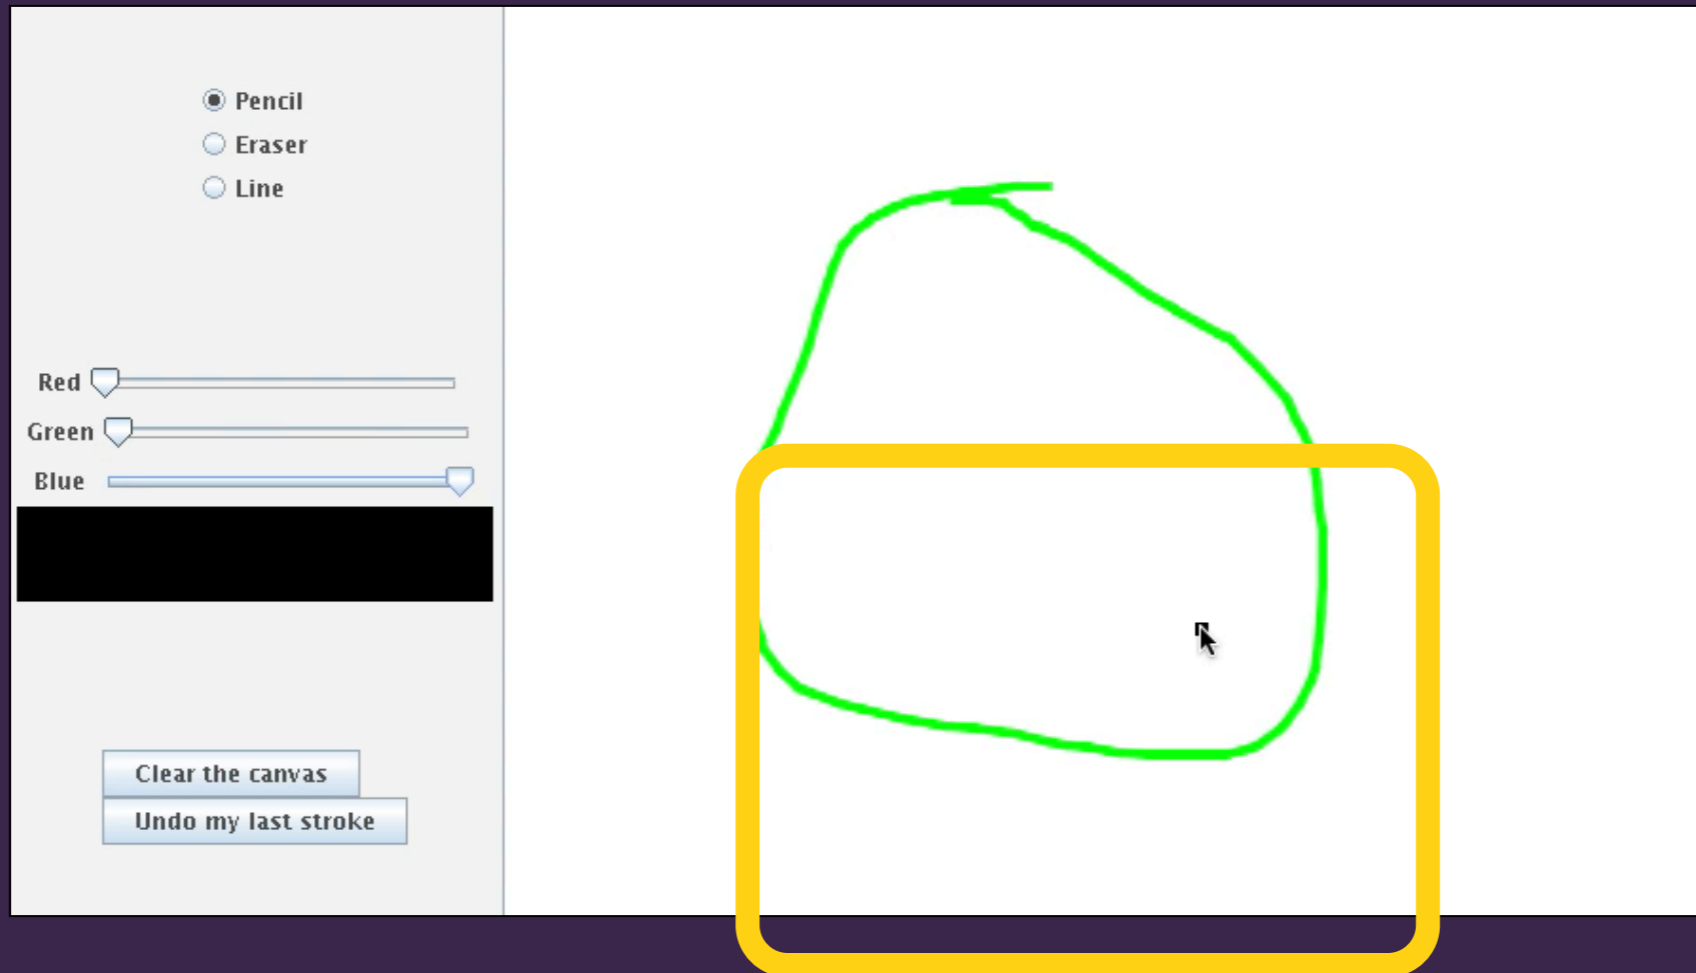 Pencil
Eraser
Line
Red
Green
Blue
Clear the canvas
Undo my last stroke